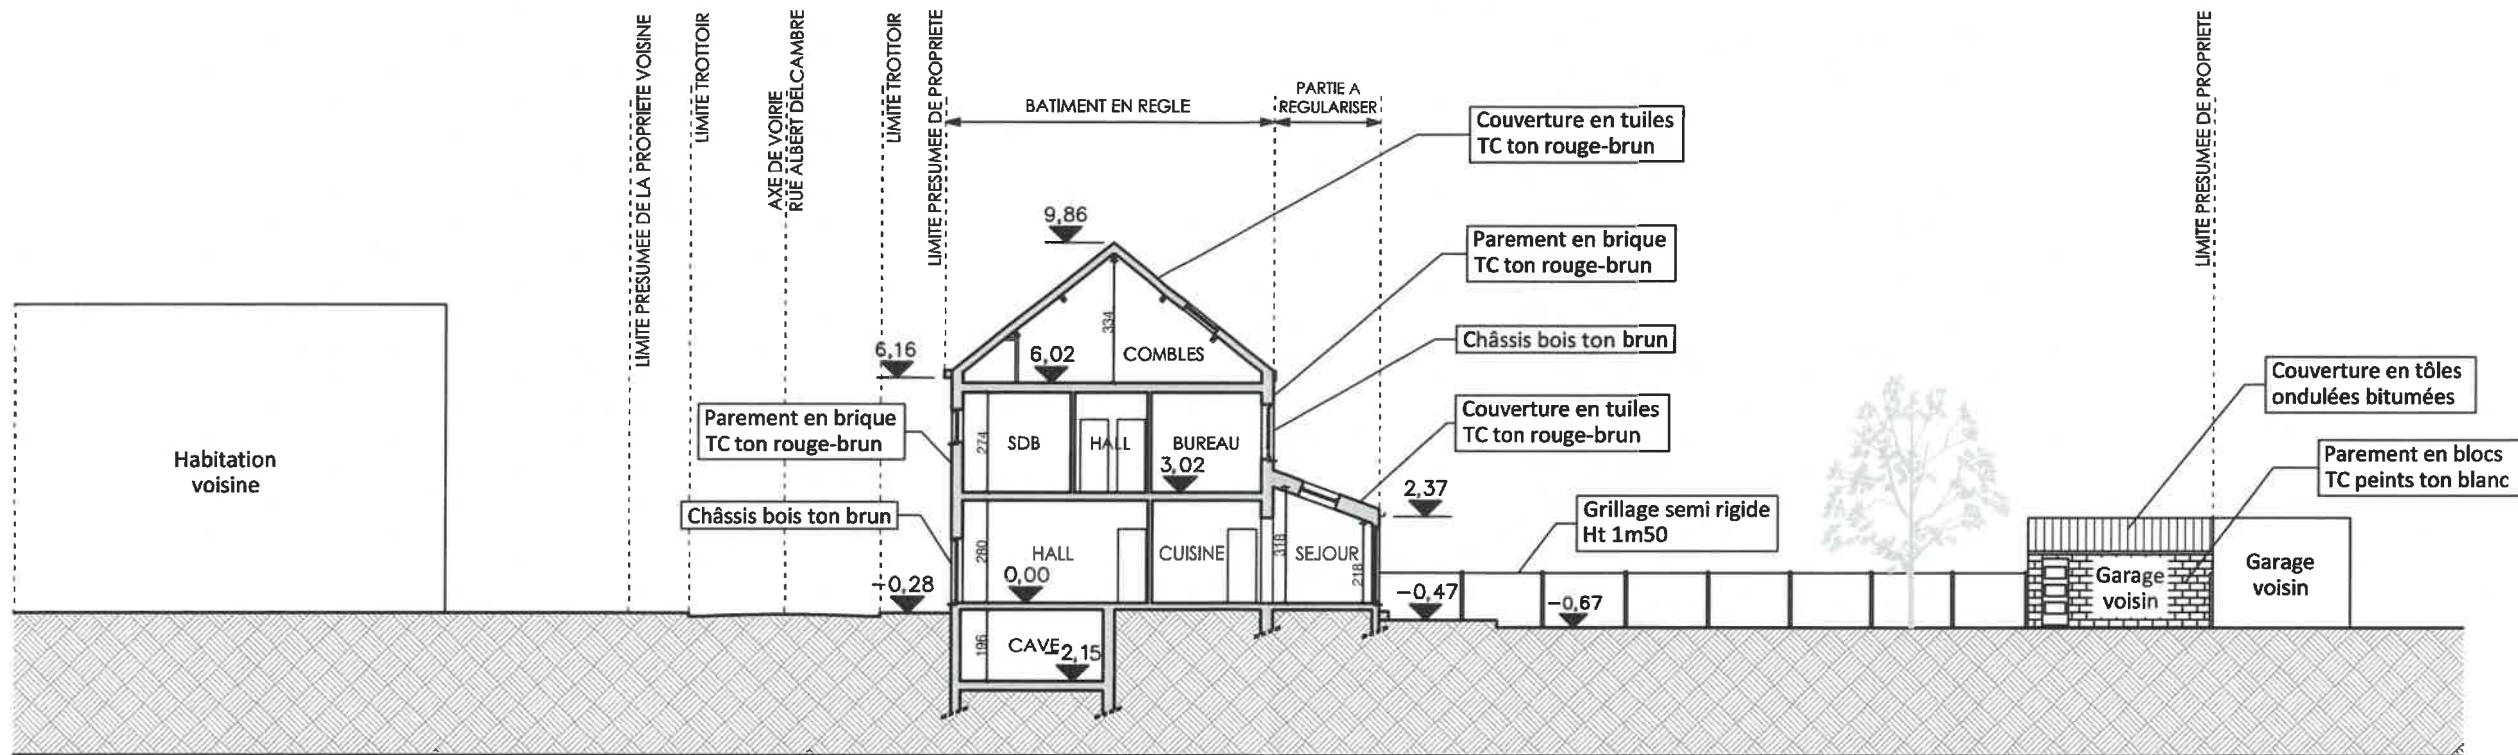 LIMITE PRESUMEE DE LA PROPRIETE VOISINE
LIMITE TROTTOIR
AXE DE VOIRIE
RUE ALBERT DELCAMBRE
LIMITE TROTTOIR
LIMITE PRESUMEE DE PROPRIETE
BATIMENT EN REGLE
PARTIE A
REGULARISER
LIMITE PRESUMEE DE PROPRIETE
Couverture en tuiles
TC ton rouge-brun
Parement en brique
TC ton rouge-brun
Châssis bois ton brun
Couverture en tuiles
TC ton rouge-brun
9,86
334
6,16
6,02
COMBLES
Parement en brique
TC ton rouge-brun
Châssis bois ton brun
274
SDB
HALL
BUREAU
3,02
2,37
280
HALL
CUISINE
318
SEJOUR
218
0,00
-0,28
-0,47
-0,67
196
CAVE
-2,15
Habitation
voisine
Grillage semi rigide
Ht 1m50
Couverture en tôles
ondulées bitumées
Parement en blocs
TC peints ton blanc
Garage
voisin
Garage
voisin